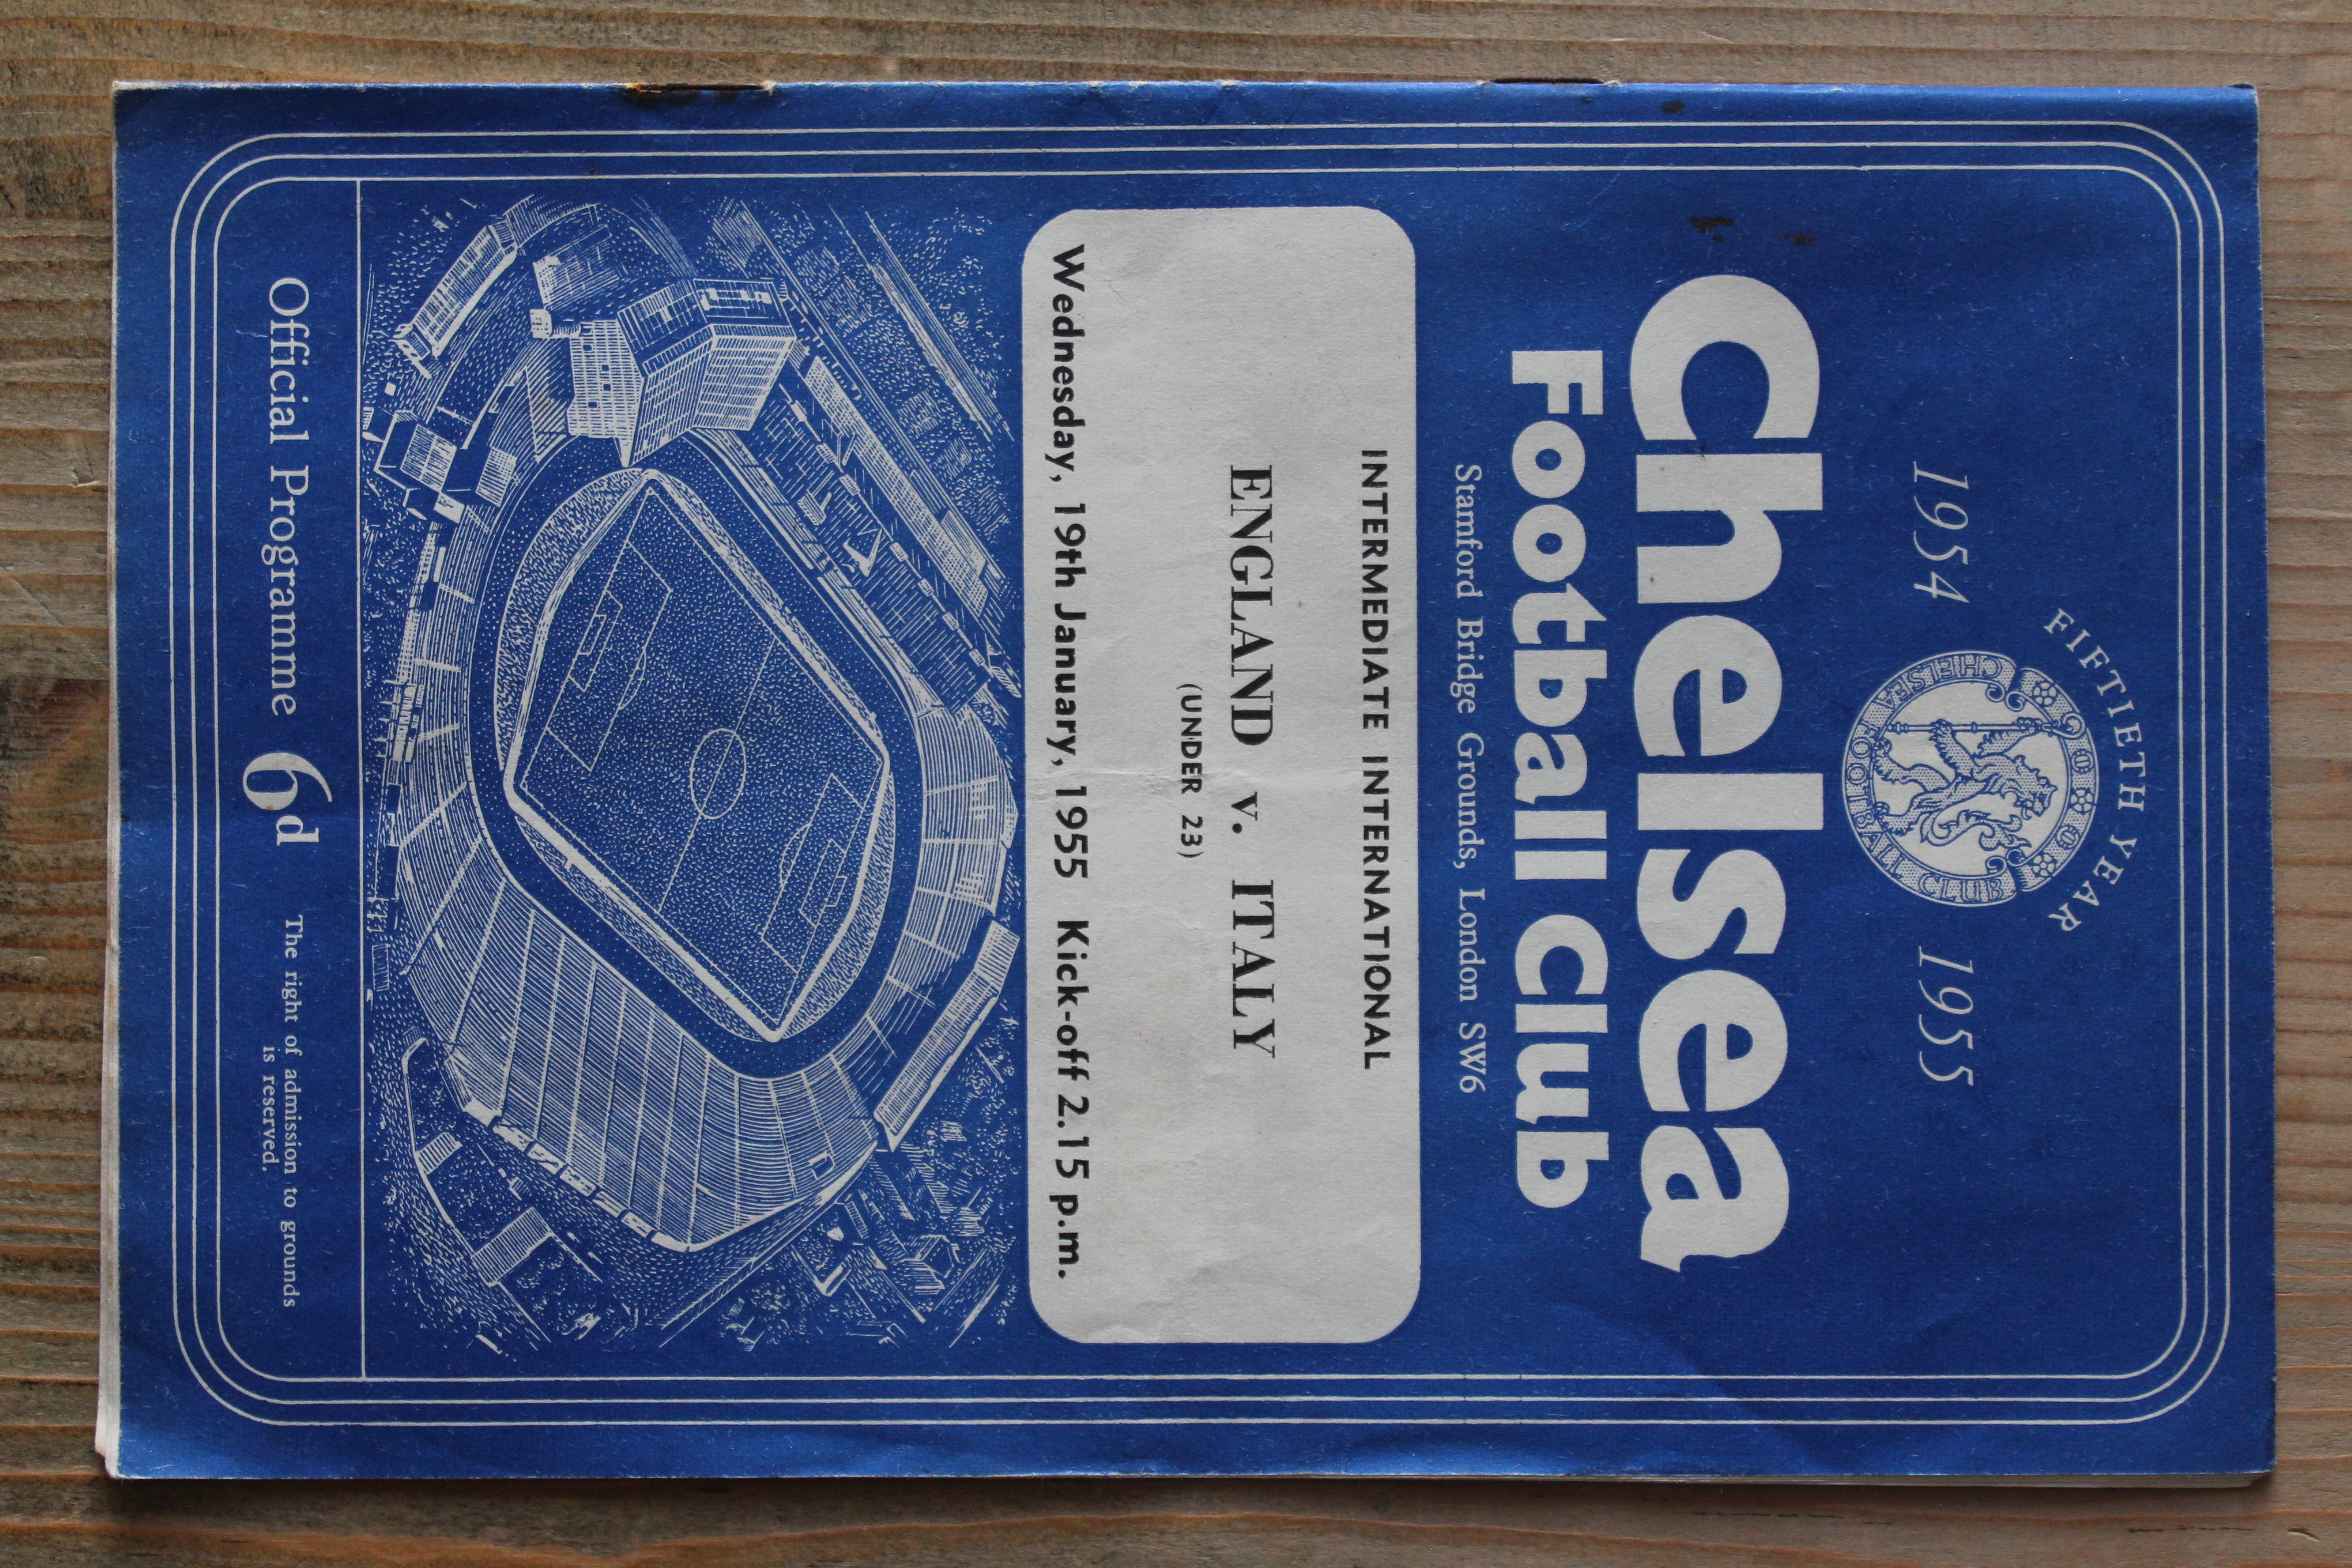 FIFTIETH YEAR
1954 1955
CHELSEA FOOTBALL CLUB
Chelsea
Football Club
Stamford Bridge Grounds, London SW6
INTERMEDIATE INTERNATIONAL
ENGLAND v. ITALY
(UNDER 23)
Wednesday, 19th January, 1955 Kick-off 2.15 p.m.
Official Programme 6d
The right of admission to grounds
is reserved.